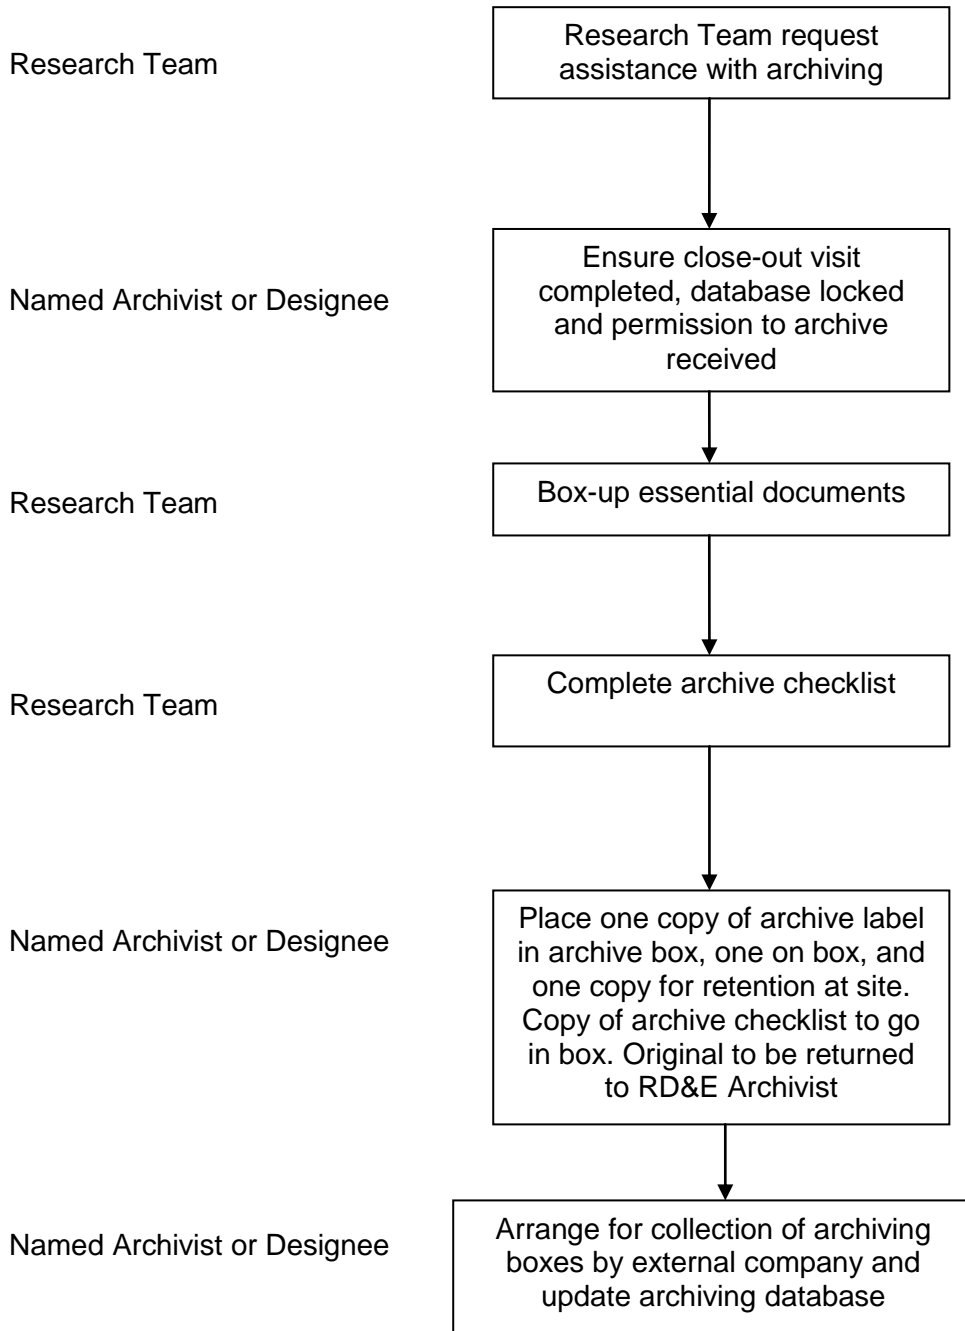 Research Team
Research Team request
assistance with archiving
Named Archivist or Designee
Ensure close-out visit
completed, database locked
and permission to archive
received
Research Team
Box-up essential documents
Research Team
Complete archive checklist
Named Archivist or Designee
Place one copy of archive label
in archive box, one on box, and
one copy for retention at site.
Copy of archive checklist to go
in box. Original to be returned
to RD&E Archivist
Named Archivist or Designee
Arrange for collection of archiving
boxes by external company and
update archiving database